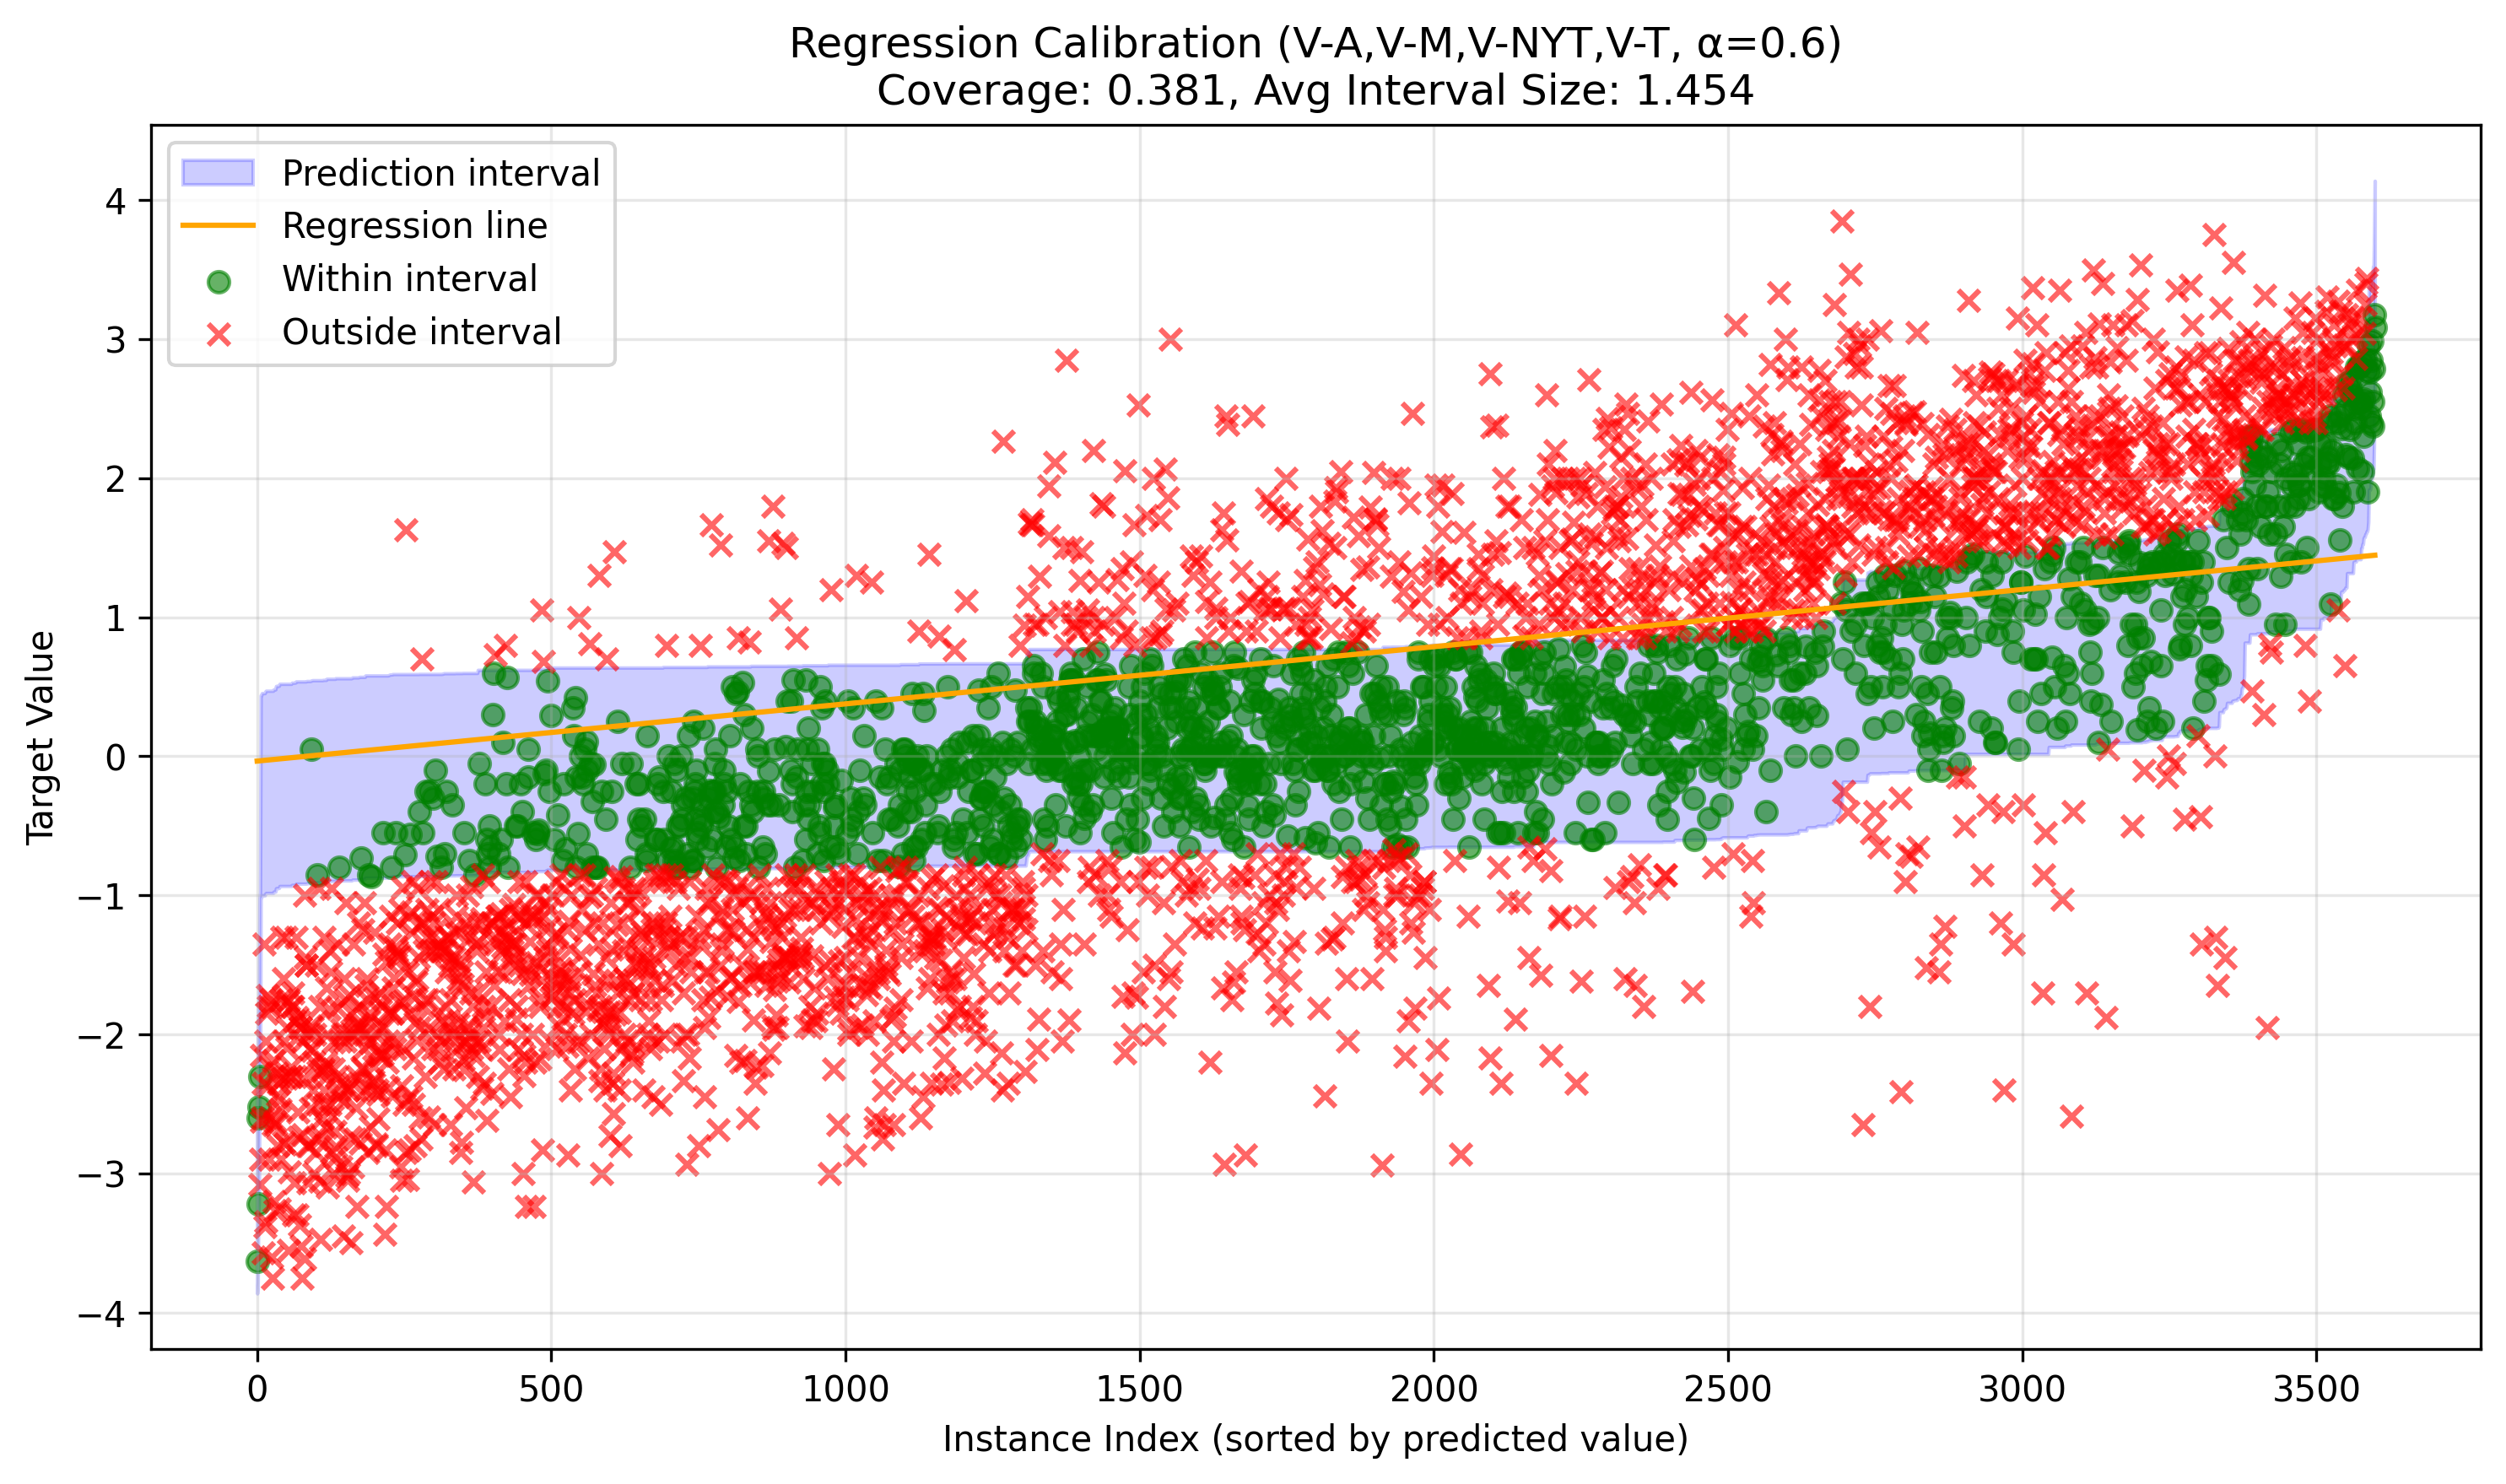 Regression Calibration (V-A,V-M,V-NYT,V-T, α=0.6)
Coverage: 0.381, Avg Interval Size: 1.454
Prediction interval
Regression line
Within interval
Outside interval
Target Value
4
3
2
1
0
−1
−2
−3
−4
0
500
1000
1500
2000
2500
3000
3500
Instance Index (sorted by predicted value)